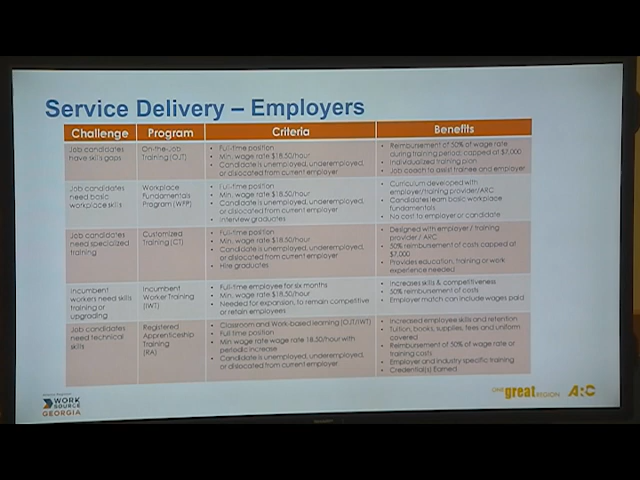 Service Delivery – Employers
Challenge Program Criteria Benefits
Job candidates
have skills gaps
On-the-Job
Training (OJT)
• Full-time position
• Min. wage rate $18.50/hour
• Candidate is unemployed, underemployed,
or dislocated from current employer
• Reimbursement of 50% of wage rate
during training period; capped at $7,000
• Individualized training plan
• Job coach to assist trainee and employer
Job candidates
need basic
workplace skills
Workplace
Fundamentals
Program (WFP)
• Full-time position
• Min. wage rate $18.50/hour
• Candidate is unemployed, underemployed,
or dislocated from current employer
• Interview graduates
• Curriculum developed with
employer/training provider/ARC
• Candidates learn basic workplace
fundamentals
• No cost to employer or candidate
Job candidates
need specialized
training
Customized
Training (CT)
• Full-time position
• Min. wage rate $18.50/hour
• Candidate is unemployed, underemployed,
or dislocated from current employer
• Hire graduates
• Designed with employer / training
provider / ARC
• 50% reimbursement of costs capped at
$7,000
• Provides education, training or work
experience needed
Incumbent
workers need skills
training or
upgrading
Incumbent
Worker Training
(IWT)
• Full-time employee for six months
• Min. wage rate $18.50/hour
• Needed for expansion, to remain competitive
or retain employees
• Increases skills & competitiveness
• 50% reimbursement of costs
• Employer match can include wages paid
Job candidates
need technical
skills
Registered
Apprenticeship
Training
(RA)
• Classroom and Work-based learning (OJT/IWT)
• Full time position
• Min wage rate wage rate 18.50/hour with
periodic increase
• Candidate is unemployed, underemployed,
or dislocated from current employer
• Increased employee skills and retention
• Tuition, books, supplies, fees and uniform
covered
• Reimbursement of 50% of wage rate or
training costs
• Employer and industry specific training
• Credential(s) Earned
WORK
SOURCE
GEORGIA
ONE great REGION
ARC